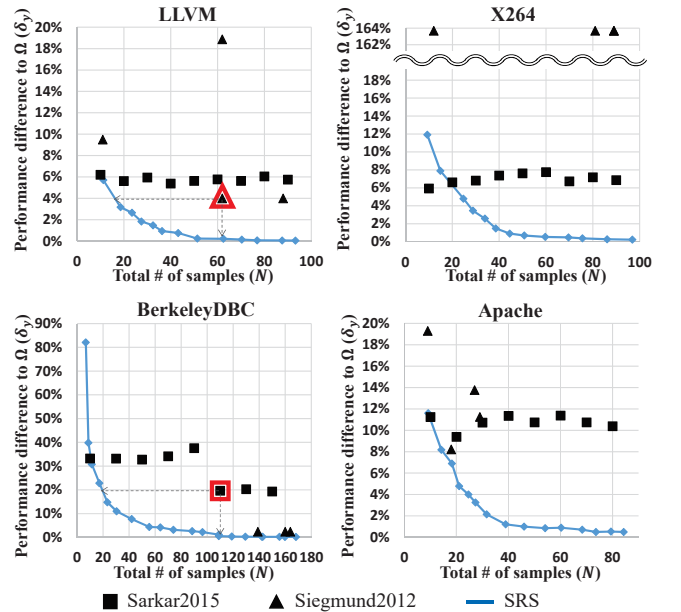 LLVM
Performance difference to Ω (δy)
20%
18%
16%
14%
12%
10%
8%
6%
4%
2%
0%
0 20 40 60 80 100
Total # of samples (N)
X264
Performance difference to Ω (δy)
164%
162%
18%
16%
14%
12%
10%
8%
6%
4%
2%
0%
0 20 40 60 80 100
Total # of samples (N)
BerkeleyDBC
Performance difference to Ω (δy)
90%
80%
70%
60%
50%
40%
30%
20%
10%
0%
0 20 40 60 80 100 120 140 160 180
Total # of samples (N)
Apache
Performance difference to Ω (δy)
20%
18%
16%
14%
12%
10%
8%
6%
4%
2%
0%
0 20 40 60 80
Total # of samples (N)
Sarkar2015 Siegmund2012 SRS